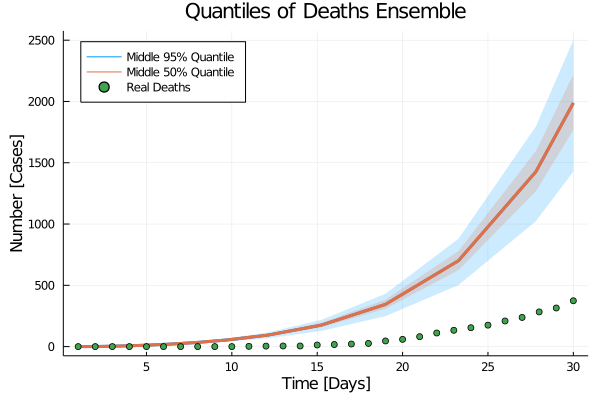 Quantiles of Deaths Ensemble
Number [Cases]
2500
2000
1500
1000
500
0
Middle 95% Quantile
Middle 50% Quantile
Real Deaths
5 10 15 20 25 30
Time [Days]